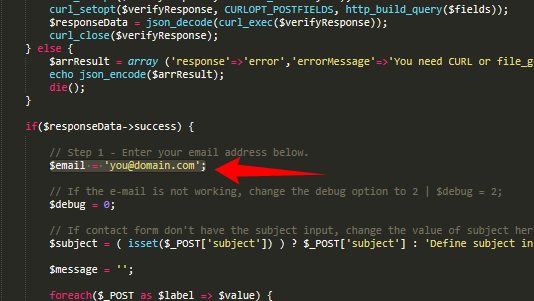 curl_setopt($verifyResponse, CURLOPT_POSTFIELDS, http_build_query($fields));
$responseData = json_decode(curl_exec($verifyResponse));
curl_close($verifyResponse);
} else {
$arrResult = array ('response'=>'error','errorMessage'=>'You need CURL or file_g
echo json_encode($arrResult);
die();
}
if($responseData->success) {
// Step 1 - Enter your email address below.
$email = 'you@domain.com';
// If the e-mail is not working, change the debug option to 2 | $debug = 2;
$debug = 0;
// If contact form don't have the subject input, change the value of subject her
$subject = ( isset($_POST['subject']) ) ? $_POST['subject'] : 'Define subject in
$message = '';
foreach($_POST as $label => $value) {